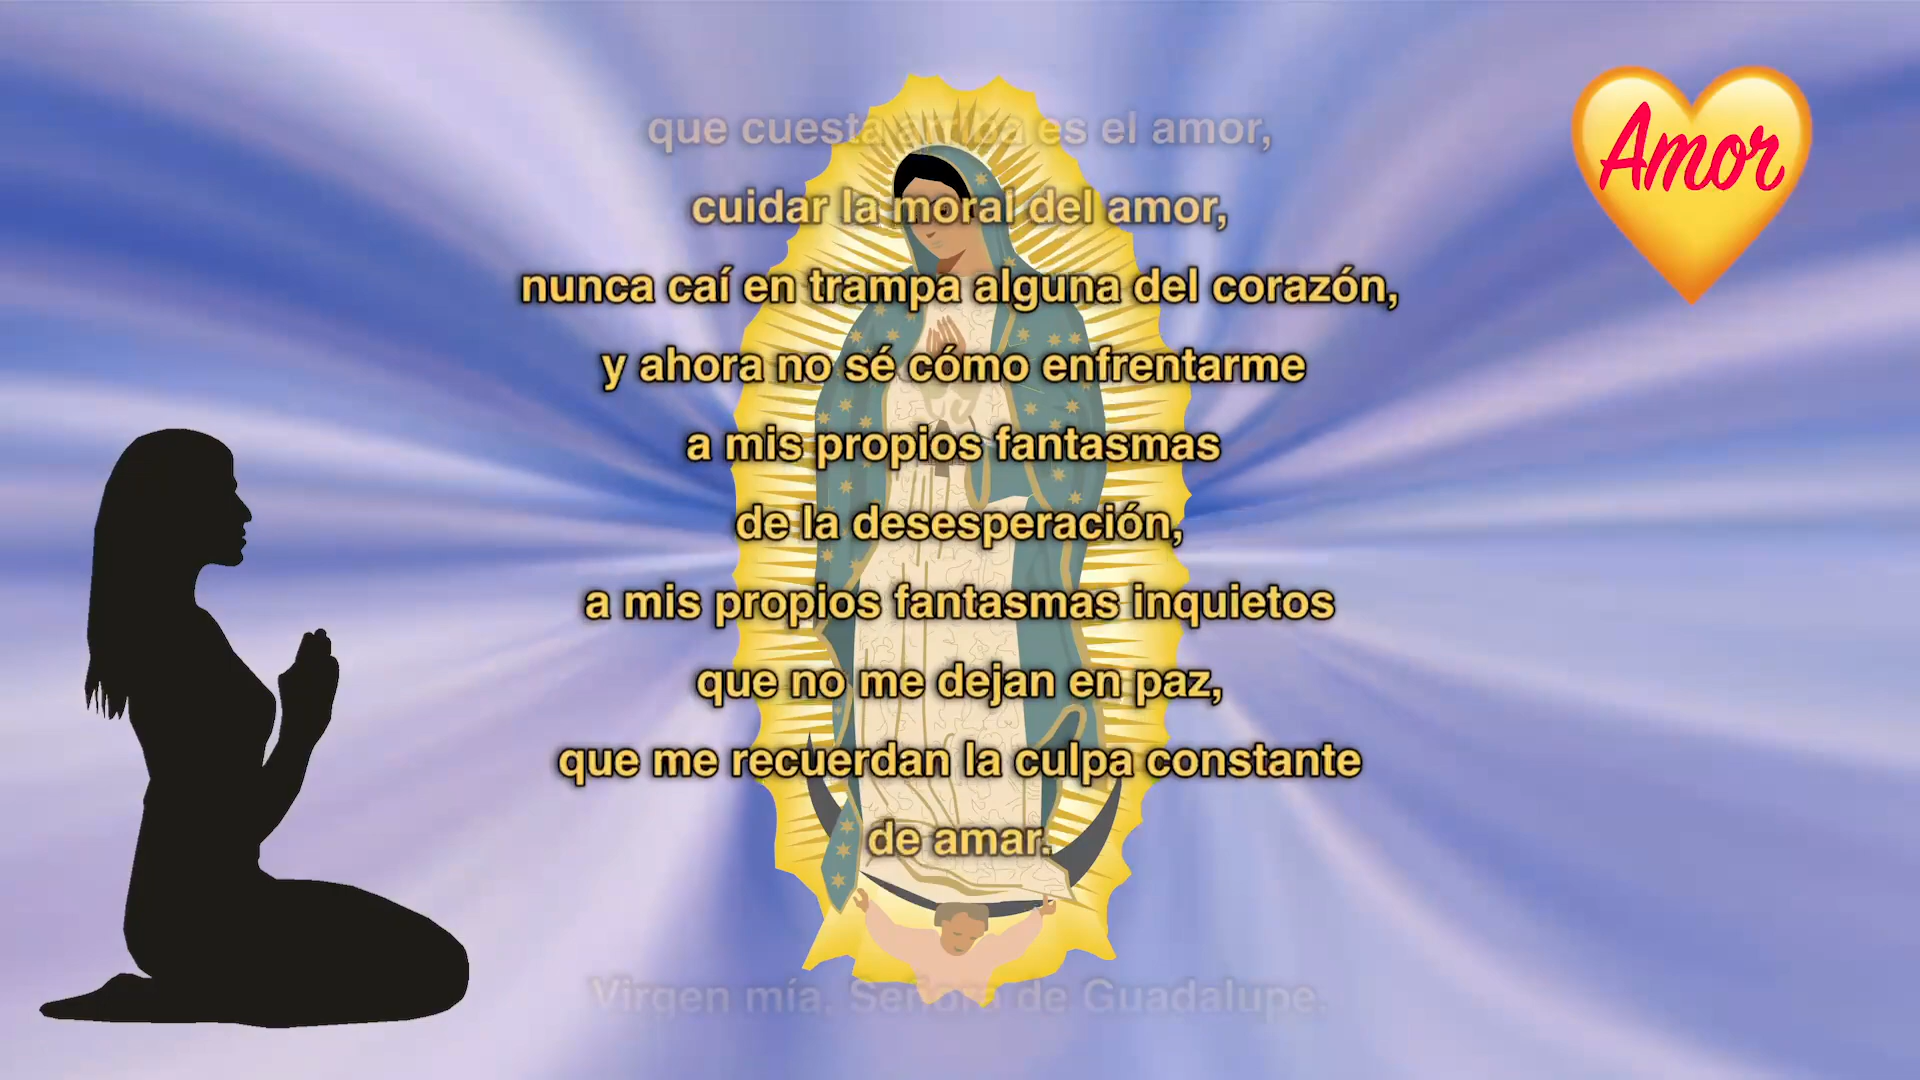 que cuesta arriba es el amor,
Amor
cuidar la moral del amor,
nunca caí en trampa alguna del corazón,
y ahora no sé cómo enfrentarme
a mis propios fantasmas
de la desesperación,
a mis propios fantasmas inquietos
que no me dejan en paz,
que me recuerdan la culpa constante
de amar.
Virgen mía, Señora de Guadalupe,